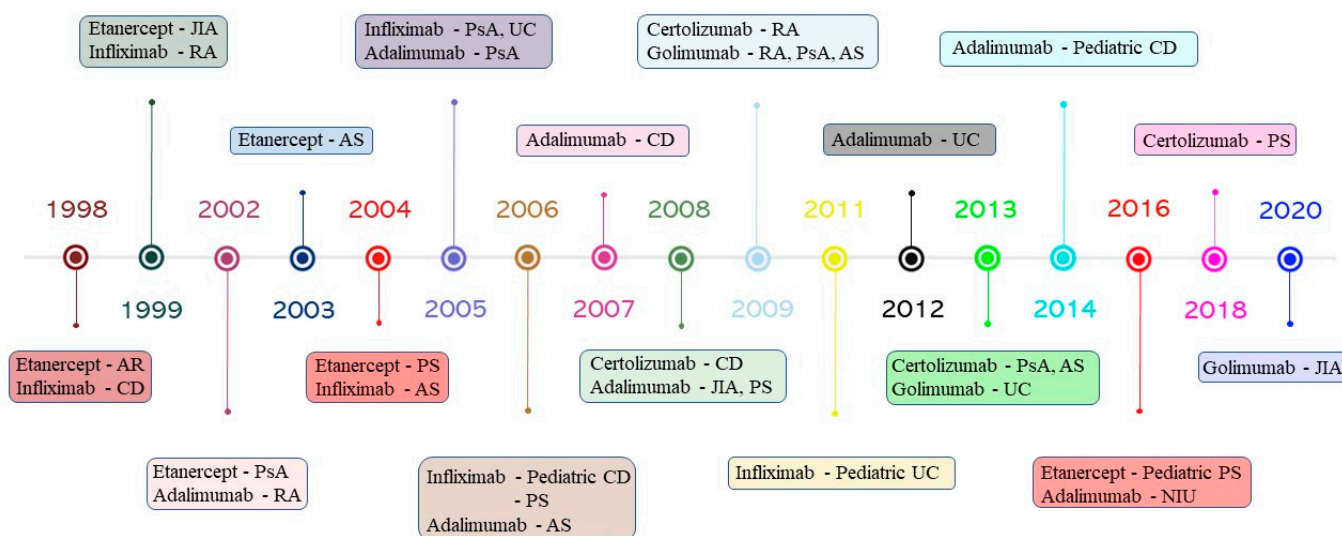 Etanercept - JIA
Infliximab - RA
Infliximab - PsA, UC
Adalimumab - PsA
Certolizumab - RA
Golimumab - RA, PsA, AS
Adalimumab - Pediatric CD
Etanercept - AS
Adalimumab - CD
Adalimumab - UC
Certolizumab - PS
1998
2002
2004
2006
2008
2011
2013
2016
2020
1999
2003
2005
2007
2009
2012
2014
2018
Etanercept - AR
Infliximab - CD
Etanercept - PS
Infliximab - AS
Certolizumab - CD
Adalimumab - JIA, PS
Certolizumab - PsA, AS
Golimumab - UC
Golimumab - JIA
Etanercept - PsA
Adalimumab - RA
Infliximab - Pediatric CD
- PS
Adalimumab - AS
Infliximab - Pediatric UC
Etanercept - Pediatric PS
Adalimumab - NIU